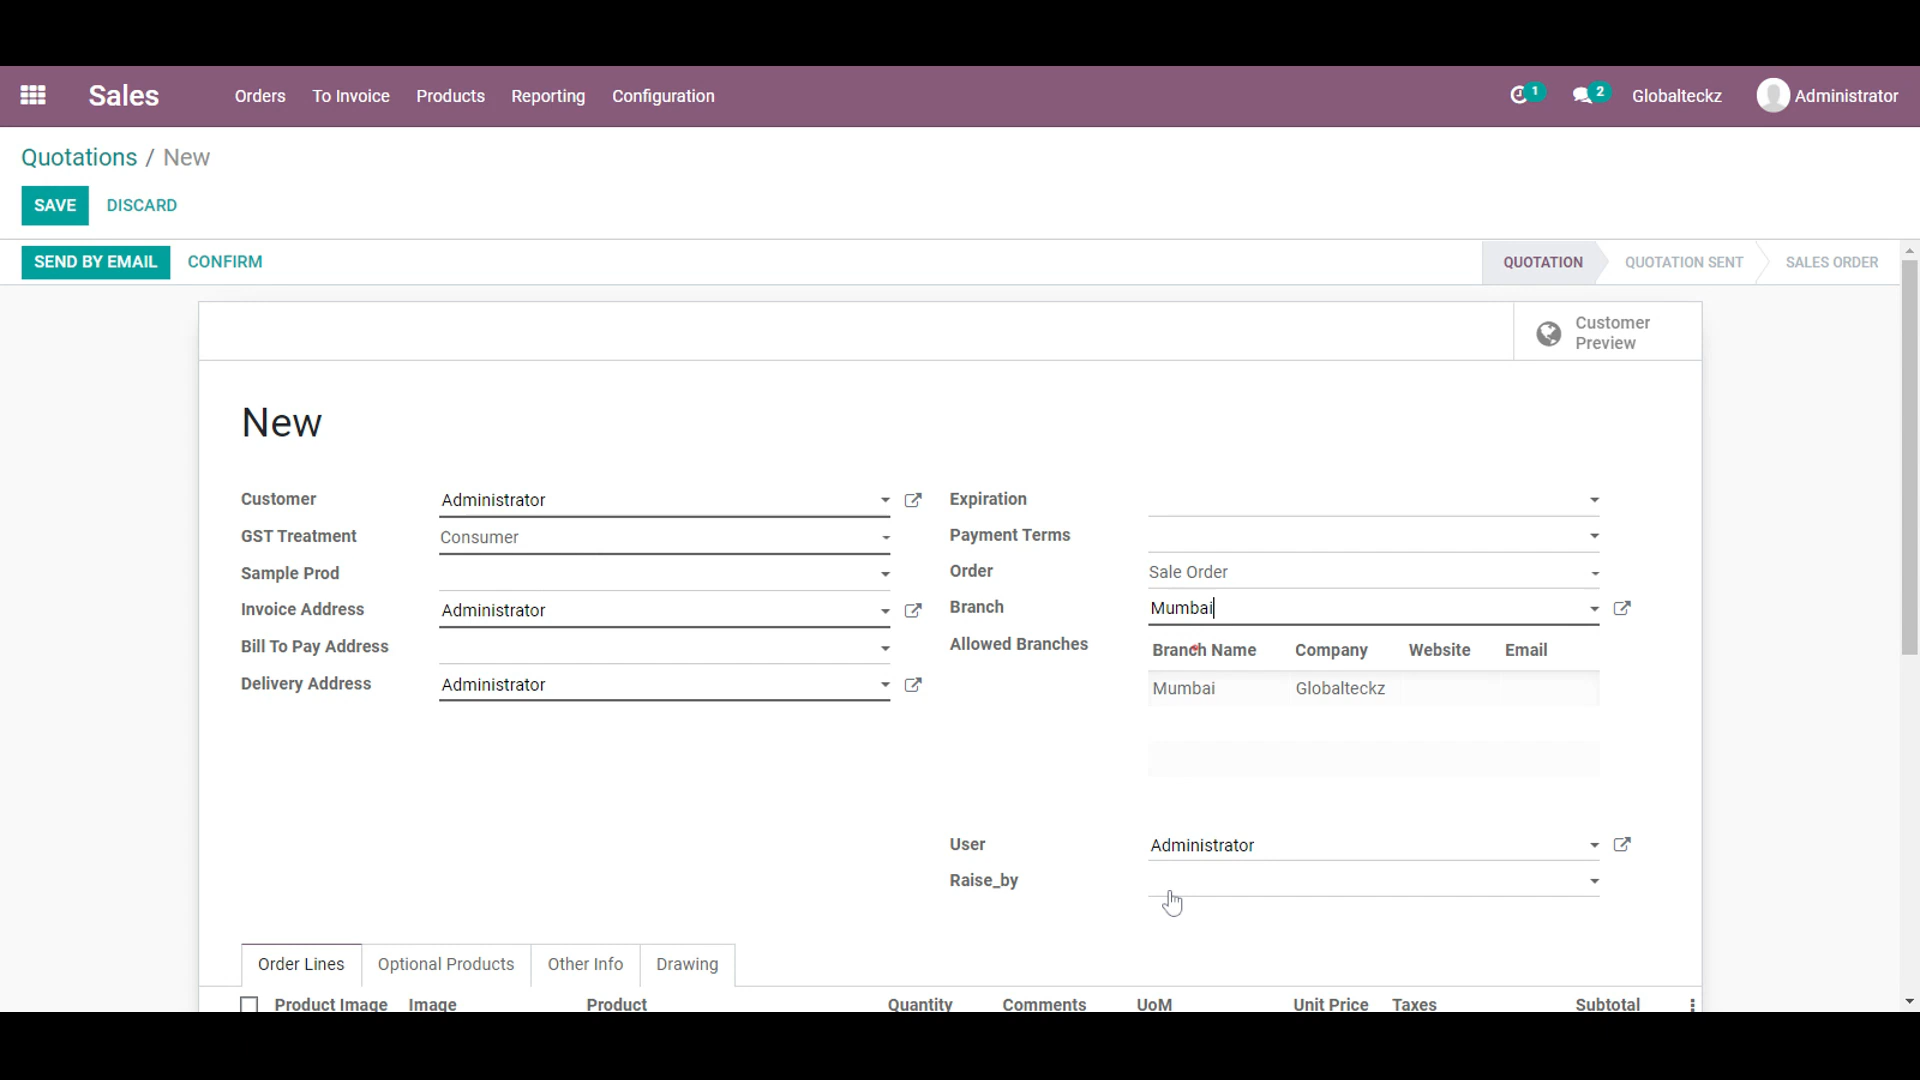 Sales Orders To Invoice Products Reporting Configuration 1 2 Globalteckz Administrator
Quotations / New
SAVE DISCARD
SEND BY EMAIL CONFIRM QUOTATION QUOTATION SENT SALES ORDER
Customer
Preview
New
Customer Administrator Expiration
GST Treatment Consumer Payment Terms
Sample Prod Order Sale Order
Invoice Address Administrator Branch Mumbai
Bill To Pay Address Allowed Branches Branch Name Company Website Email
Delivery Address Administrator Mumbai Globalteckz
User Administrator
Raise_by
Order Lines Optional Products Other Info Drawing
Product Image Image Product Quantity Comments UoM Unit Price Taxes Subtotal